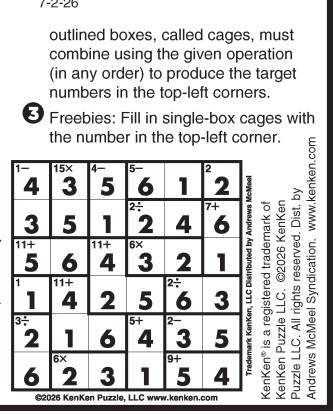 7-2-26
outlined boxes, called cages, must
combine using the given operation
(in any order) to produce the target
numbers in the top-left corners.
3 Freebies: Fill in single-box cages with
the number in the top-left corner.
1– 15× 4– 5– 2
4 3 5 6 1 2
2÷ 7+
3 5 1 2 4 6
11+ 11+ 6×
5 6 4 3 2 1
1 11+ 2÷
1 4 2 5 6 3
3÷ 5+ 2–
2 1 6 4 3 5
6× 9+
6 2 3 1 5 4
©2026 KenKen Puzzle, LLC www.kenken.com
Trademark KenKen, LLC Distributed by Andrews McMeel
KenKen® is a registered trademark of
KenKen Puzzle LLC. ©2026 KenKen
Puzzle LLC. All rights reserved. Dist. by
Andrews McMeel Syndication. www.kenken.com